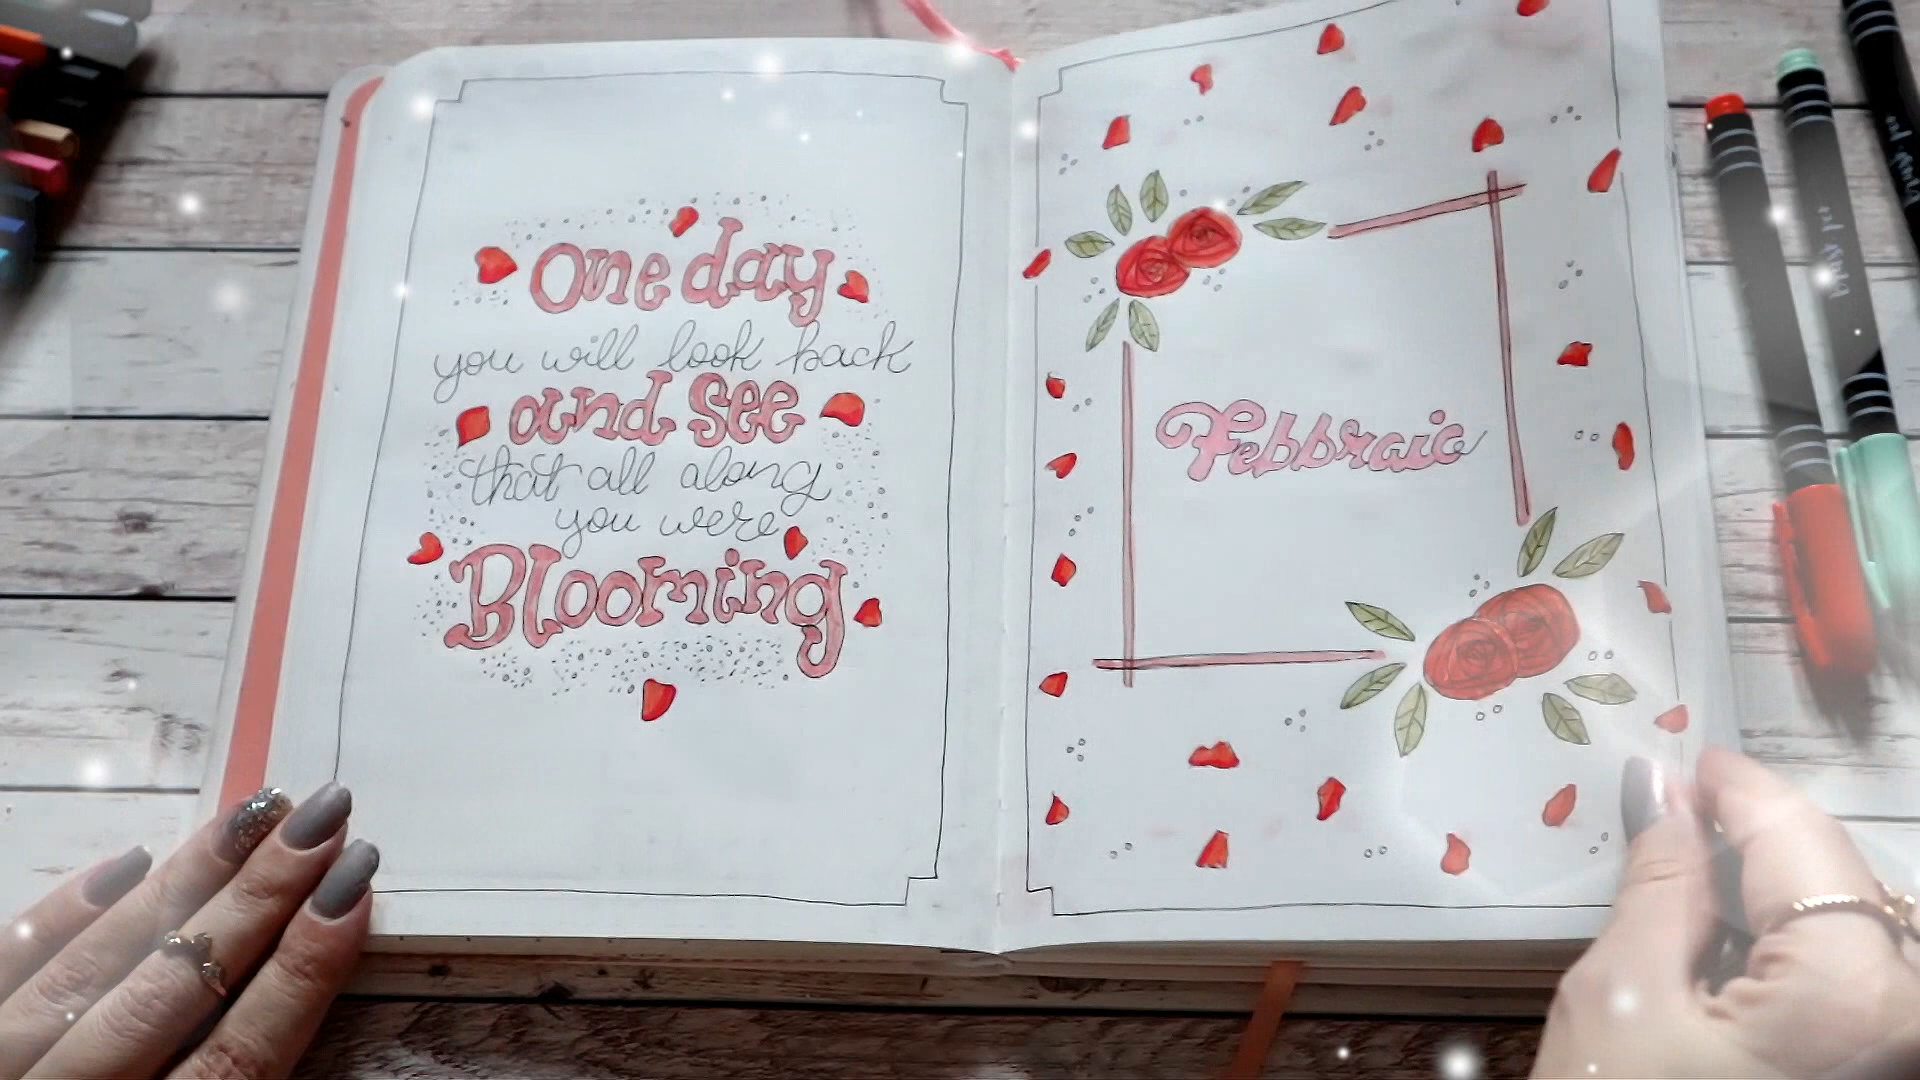 One day
you will look back
and see
that all along
you were
Blooming
Febbraio